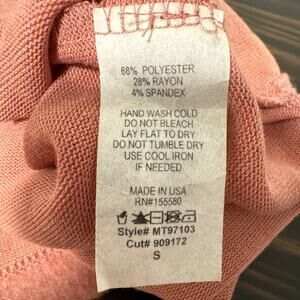 68% POLYESTER
28% RAYON
4% SPANDEX
HAND WASH COLD
DO NOT BLEACH
LAY FLAT TO DRY
DO NOT TUMBLE DRY
USE COOL IRON
IF NEEDED
MADE IN USA
RN#155580
Style# MT97103
Cut# 909172
S